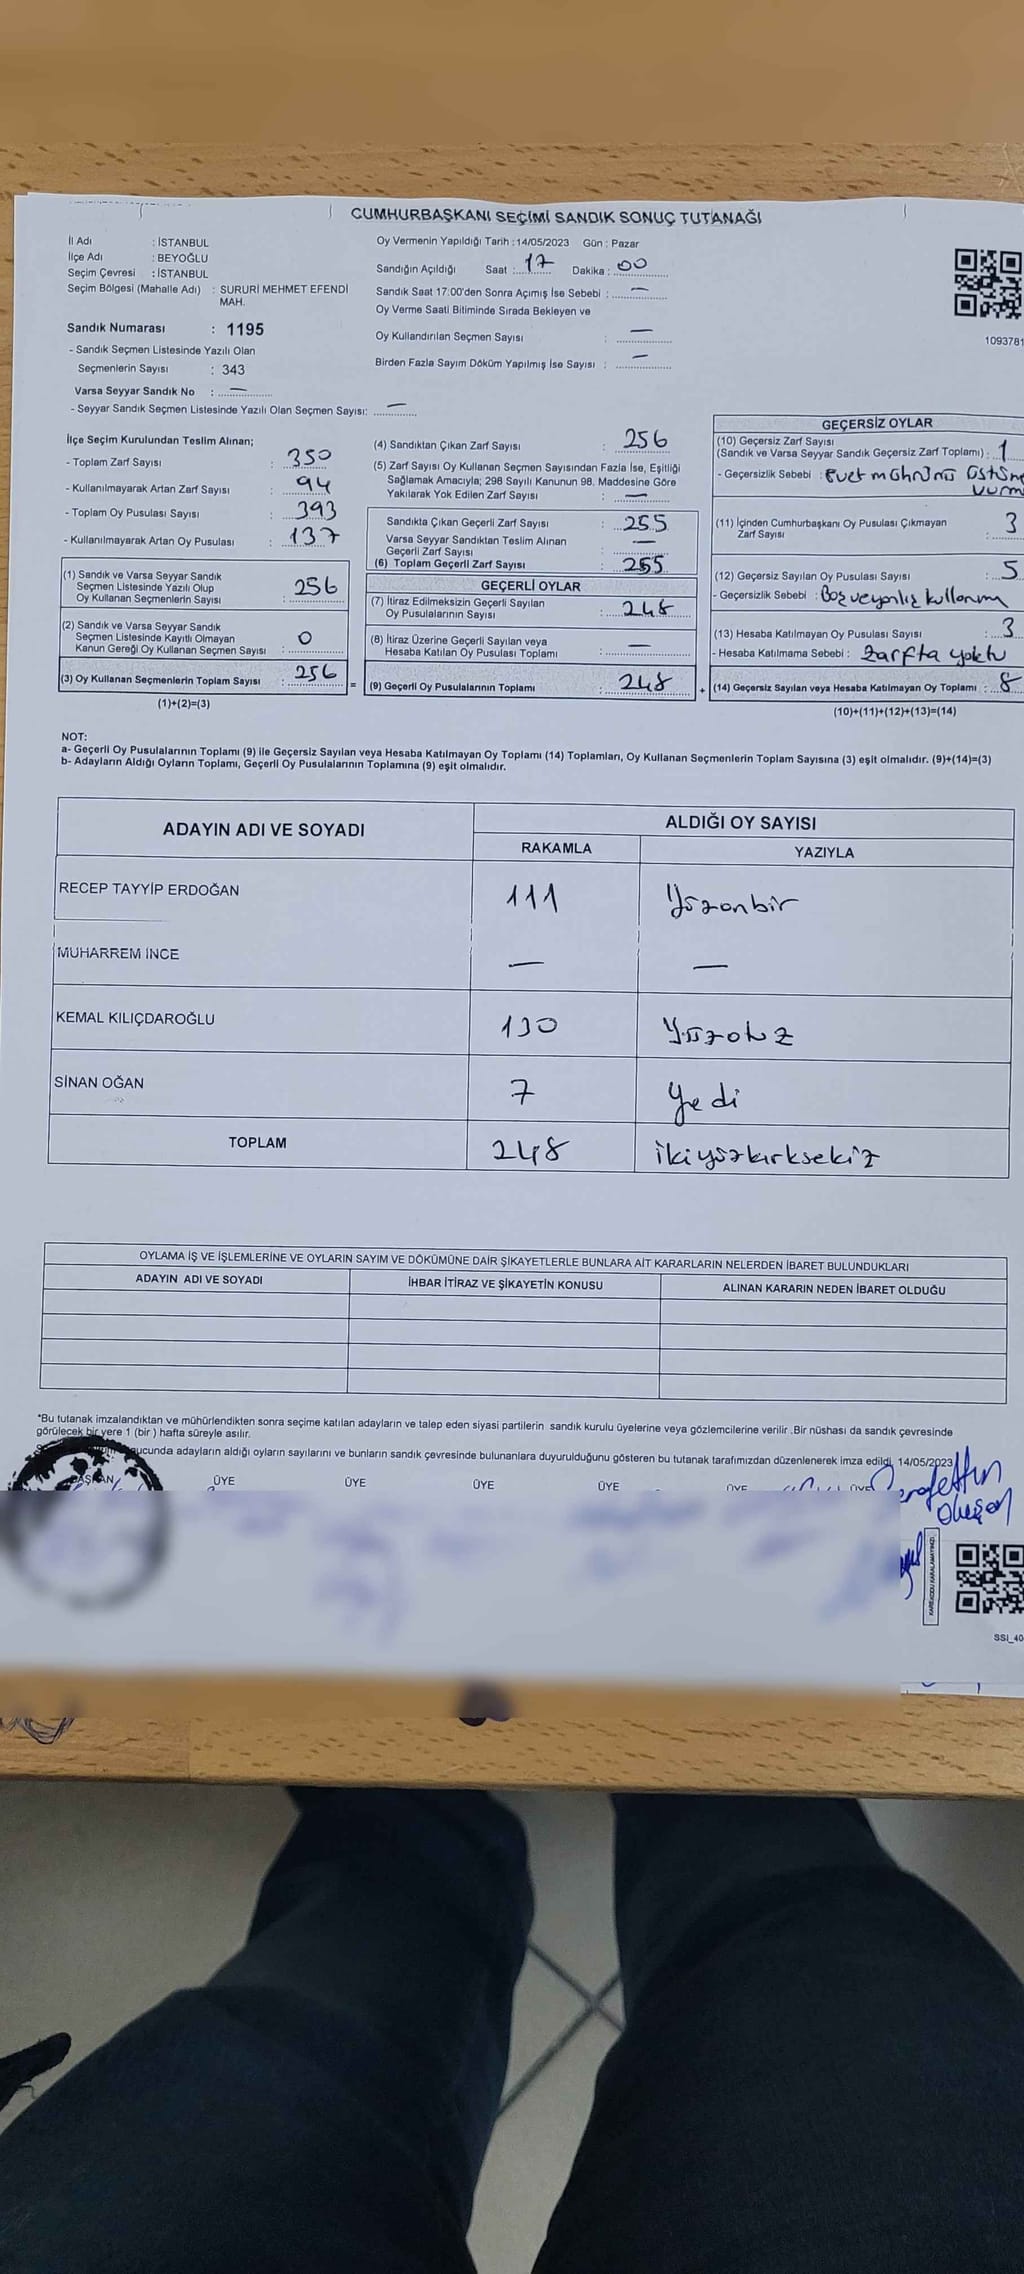 CUMHURBAŞKANI SEÇİMİ SANDIK SONUÇ TUTANAĞI
İl Adı : İSTANBUL
İlçe Adı : BEYOĞLU
Seçim Çevresi : İSTANBUL
Seçim Bölgesi (Mahalle Adı) : SURURİ MEHMET EFENDİ
MAH.
Sandık Numarası : 1195
- Sandık Seçmen Listesinde Yazılı Olan
Seçmenlerin Sayısı : 343
Varsa Seyyar Sandık No : —
- Seyyar Sandık Seçmen Listesinde Yazılı Olan Seçmen Sayısı: —
Oy Vermenin Yapıldığı Tarih : 14/05/2023 Gün : Pazar
Sandığın Açıldığı Saat : 17 Dakika : 00
Sandık Saat 17:00'den Sonra Açımış İse Sebebi : —
Oy Verme Saati Bitiminde Sırada Bekleyen ve
Oy Kullandırılan Seçmen Sayısı : —
Birden Fazla Sayım Döküm Yapılmış İse Sayısı : —
1093781
İlçe Seçim Kurulundan Teslim Alınan;
- Toplam Zarf Sayısı : 350
- Kullanılmayarak Artan Zarf Sayısı : 94
- Toplam Oy Pusulası Sayısı : 393
- Kullanılmayarak Artan Oy Pusulası : 137
(1) Sandık ve Varsa Seyyar Sandık
Seçmen Listesinde Yazılı Olup
Oy Kullanan Seçmenlerin Sayısı : 256
(2) Sandık ve Varsa Seyyar Sandık
Seçmen Listesinde Kayıtlı Olmayan
Kanun Gereği Oy Kullanan Seçmen Sayısı : 0
(3) Oy Kullanan Seçmenlerin Toplam Sayısı : 256 =
(1)+(2)=(3)
(4) Sandıktan Çıkan Zarf Sayısı : 256
(5) Zarf Sayısı Oy Kullanan Seçmen Sayısından Fazla İse, Eşitliği
Sağlamak Amacıyla; 298 Sayılı Kanunun 98. Maddesine Göre
Yakılarak Yok Edilen Zarf Sayısı : —
Sandıkta Çıkan Geçerli Zarf Sayısı : 255
Varsa Seyyar Sandıktan Teslim Alınan
Geçerli Zarf Sayısı : —
(6) Toplam Geçerli Zarf Sayısı : 255
GEÇERLİ OYLAR
(7) İtiraz Edilmeksizin Geçerli Sayılan
Oy Pusulalarının Sayısı : 248
(8) İtiraz Üzerine Geçerli Sayılan veya
Hesaba Katılan Oy Pusulası Toplamı : —
(9) Geçerli Oy Pusulalarının Toplamı : 248 +
GEÇERSİZ OYLAR
(10) Geçersiz Zarf Sayısı
(Sandık ve Varsa Seyyar Sandık Geçersiz Zarf Toplamı) : 1
- Geçersizlik Sebebi : Evet mührünü üstüne
vurm
(11) İçinden Cumhurbaşkanı Oy Pusulası Çıkmayan
Zarf Sayısı : 3
(12) Geçersiz Sayılan Oy Pusulası Sayısı : 5
- Geçersizlik Sebebi : Boş veyanlış kullanım
(13) Hesaba Katılmayan Oy Pusulası Sayısı : 3
- Hesaba Katılmama Sebebi : Zarfta yoktu
(14) Geçersiz Sayılan veya Hesaba Katılmayan Oy Toplamı : 8
(10)+(11)+(12)+(13)=(14)
NOT:
a- Geçerli Oy Pusulalarının Toplamı (9) ile Geçersiz Sayılan veya Hesaba Katılmayan Oy Toplamı (14) Toplamları, Oy Kullanan Seçmenlerin Toplam Sayısına (3) eşit olmalıdır. (9)+(14)=(3)
b- Adayların Aldığı Oyların Toplamı, Geçerli Oy Pusulalarının Toplamına (9) eşit olmalıdır.
ADAYIN ADI VE SOYADI
ALDIĞI OY SAYISI
RAKAMLA YAZIYLA
RECEP TAYYİP ERDOĞAN 111 Yüzonbir
MUHARREM İNCE — —
KEMAL KILIÇDAROĞLU 130 Yüzotuz
SİNAN OĞAN 7 Yedi
TOPLAM 248 ikiyüzkırksekiz
OYLAMA İŞ VE İŞLEMLERİNE VE OYLARIN SAYIM VE DÖKÜMÜNE DAİR ŞİKAYETLERLE BUNLARA AİT KARARLARIN NELERDEN İBARET BULUNDUKLARI
ADAYIN ADI VE SOYADI İHBAR İTİRAZ VE ŞİKAYETİN KONUSU ALINAN KARARIN NEDEN İBARET OLDUĞU
*Bu tutanak imzalandıktan ve mühürlendikten sonra seçime katılan adayların ve talep eden siyasi partilerin sandık kurulu üyelerine veya gözlemcilerine verilir .Bir nüshası da sandık çevresinde
görülecek bir yere 1 (bir ) hafta süreyle asılır.
ucunda adayların aldığı oyların sayılarını ve bunların sandık çevresinde bulunanlara duyurulduğunu gösteren bu tutanak tarafımızdan düzenlenerek imza edildi. 14/05/2023
BAŞKAN ÜYE ÜYE ÜYE ÜYE ÜYE ÜYE
KAREKODU KARALAMAYINIZ
SSI_40